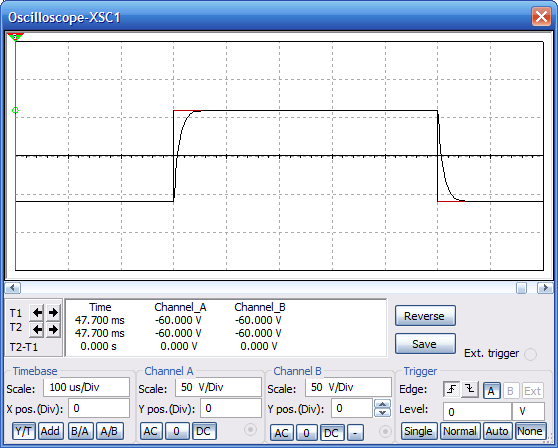 Oscilloscope-XSC1
Time Channel_A Channel_B
T1 47.700 ms -60.000 V -60.000 V
T2 47.700 ms -60.000 V -60.000 V
T2-T1 0.000 s 0.000 V 0.000 V
Reverse
Save
Ext. trigger
Timebase Channel A Channel B Trigger
Scale: 100 us/Div Scale: 50 V/Div Scale: 50 V/Div Edge: A B Ext
X pos.(Div): 0 Y pos.(Div): 0 Y pos.(Div): 0 Level: 0 V
Y/T Add B/A A/B AC 0 DC AC 0 DC - Single Normal Auto None